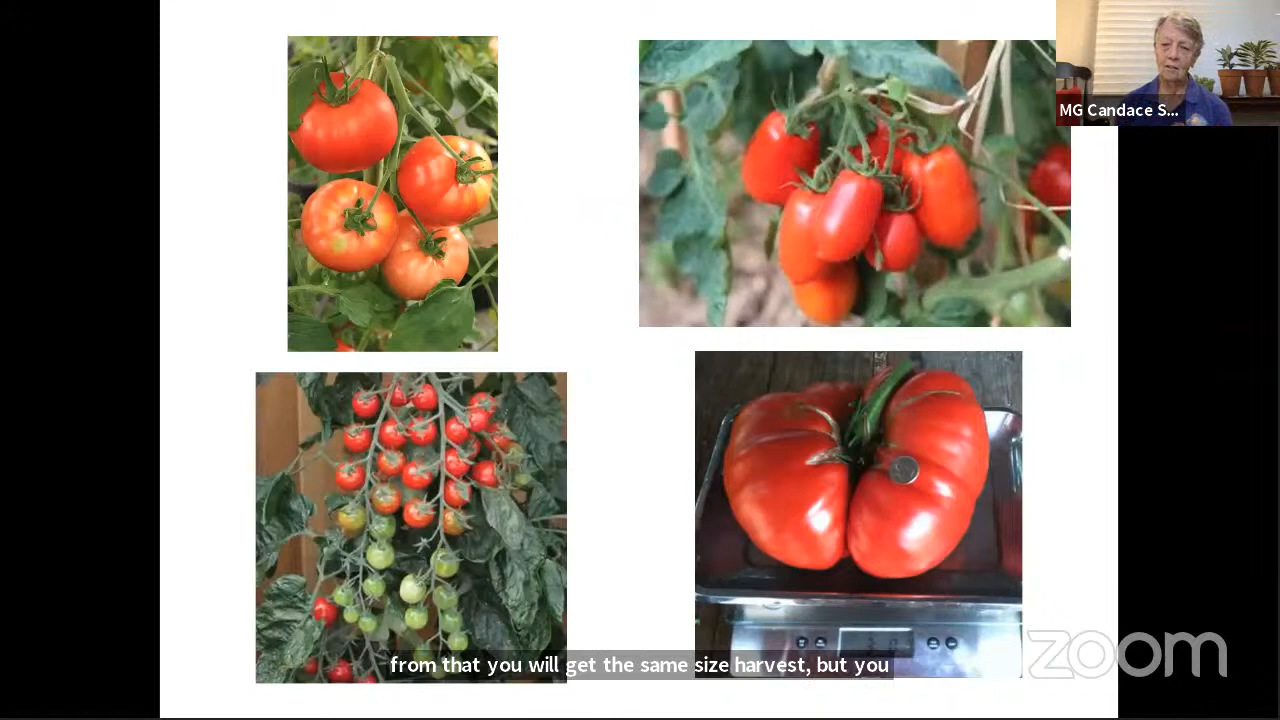 MG Candace S...
from that you will get the same size harvest, but you
zoom